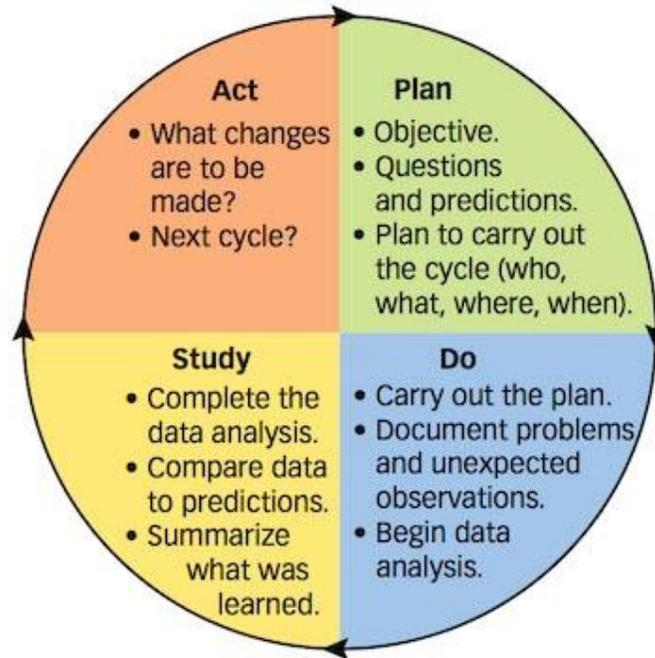 Act
• What changes
are to be
made?
• Next cycle?
Plan
• Objective.
• Questions
and predictions.
• Plan to carry out
the cycle (who,
what, where, when).
Study
• Complete the
data analysis.
• Compare data
to predictions.
• Summarize
what was
learned.
Do
• Carry out the plan.
• Document problems
and unexpected
observations.
• Begin data
analysis.